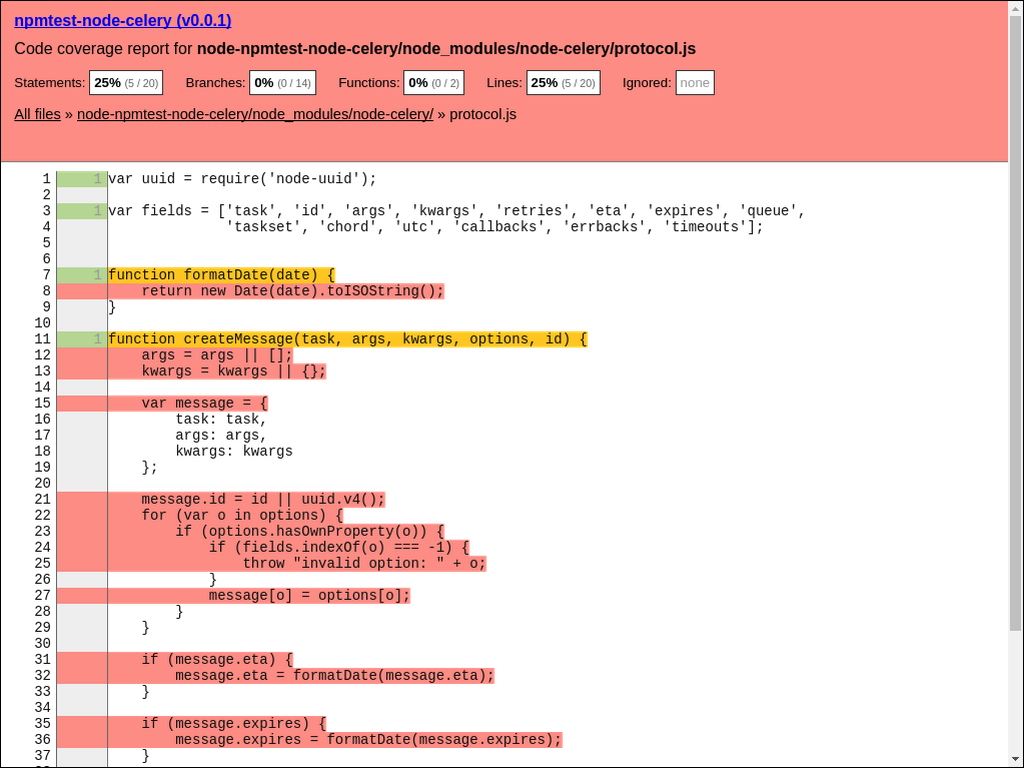 npmtest-node-celery (v0.0.1)
Code coverage report for node-npmtest-node-celery/node_modules/node-celery/protocol.js
Statements: 25% (5 / 20) Branches: 0% (0 / 14) Functions: 0% (0 / 2) Lines: 25% (5 / 20) Ignored: none
All files » node-npmtest-node-celery/node_modules/node-celery/ » protocol.js
1 1 var uuid = require('node-uuid');
2
3 1 var fields = ['task', 'id', 'args', 'kwargs', 'retries', 'eta', 'expires', 'queue',
4               'taskset', 'chord', 'utc', 'callbacks', 'errbacks', 'timeouts'];
5
6
7 1 function formatDate(date) {
8     return new Date(date).toISOString();
9 }
10
11 1 function createMessage(task, args, kwargs, options, id) {
12     args = args || [];
13     kwargs = kwargs || {};
14
15     var message = {
16         task: task,
17         args: args,
18         kwargs: kwargs
19     };
20
21     message.id = id || uuid.v4();
22     for (var o in options) {
23         if (options.hasOwnProperty(o)) {
24             if (fields.indexOf(o) === -1) {
25                 throw "invalid option: " + o;
26             }
27             message[o] = options[o];
28         }
29     }
30
31     if (message.eta) {
32         message.eta = formatDate(message.eta);
33     }
34
35     if (message.expires) {
36         message.expires = formatDate(message.expires);
37     }